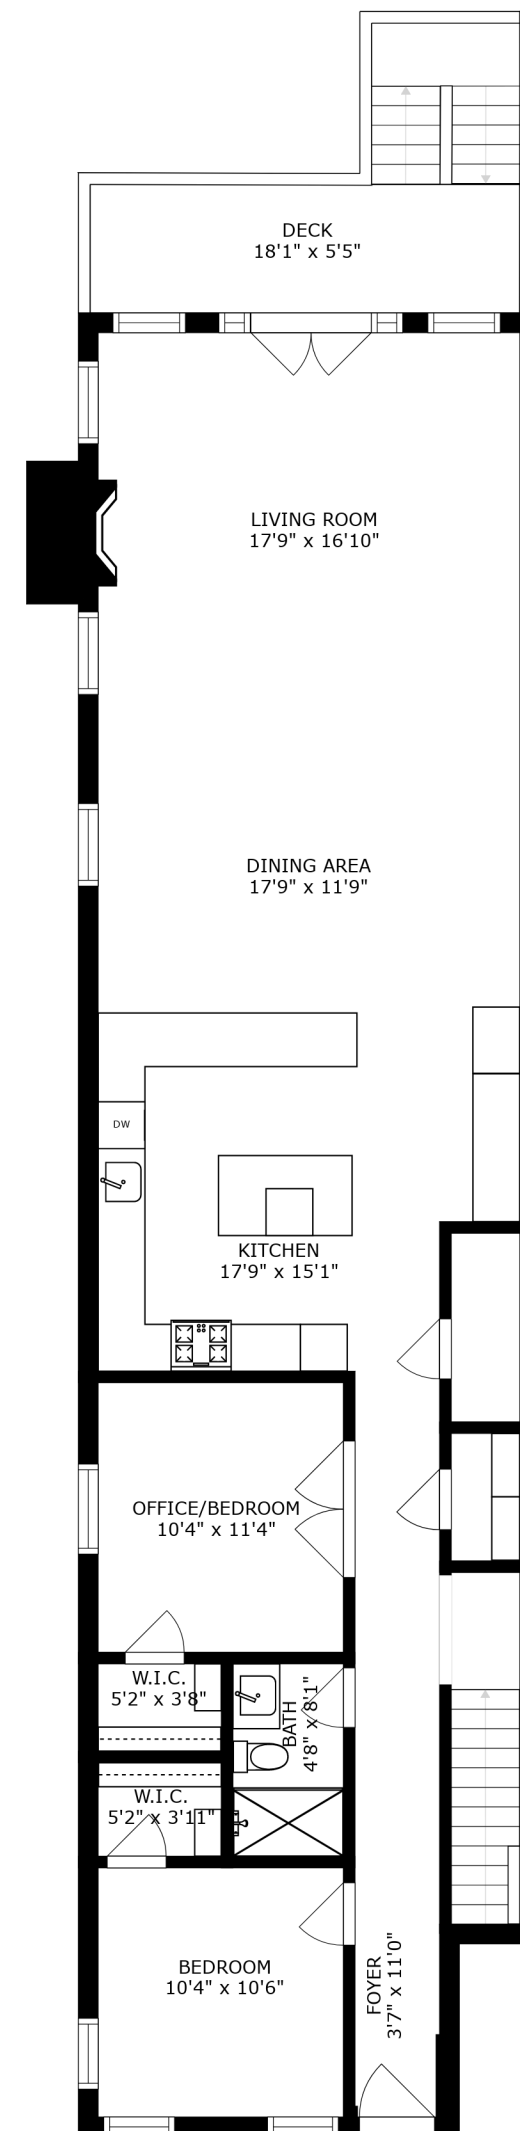 DECK
18'1" x 5'5"
LIVING ROOM
17'9" x 16'10"
DINING AREA
17'9" x 11'9"
DW
KITCHEN
17'9" x 15'1"
OFFICE/BEDROOM
10'4" x 11'4"
W.I.C.
5'2" x 3'8"
BATH
4'8" x 8'1"
W.I.C.
5'2" x 3'11"
BEDROOM
10'4" x 10'6"
FOYER
3'7" x 11'0"